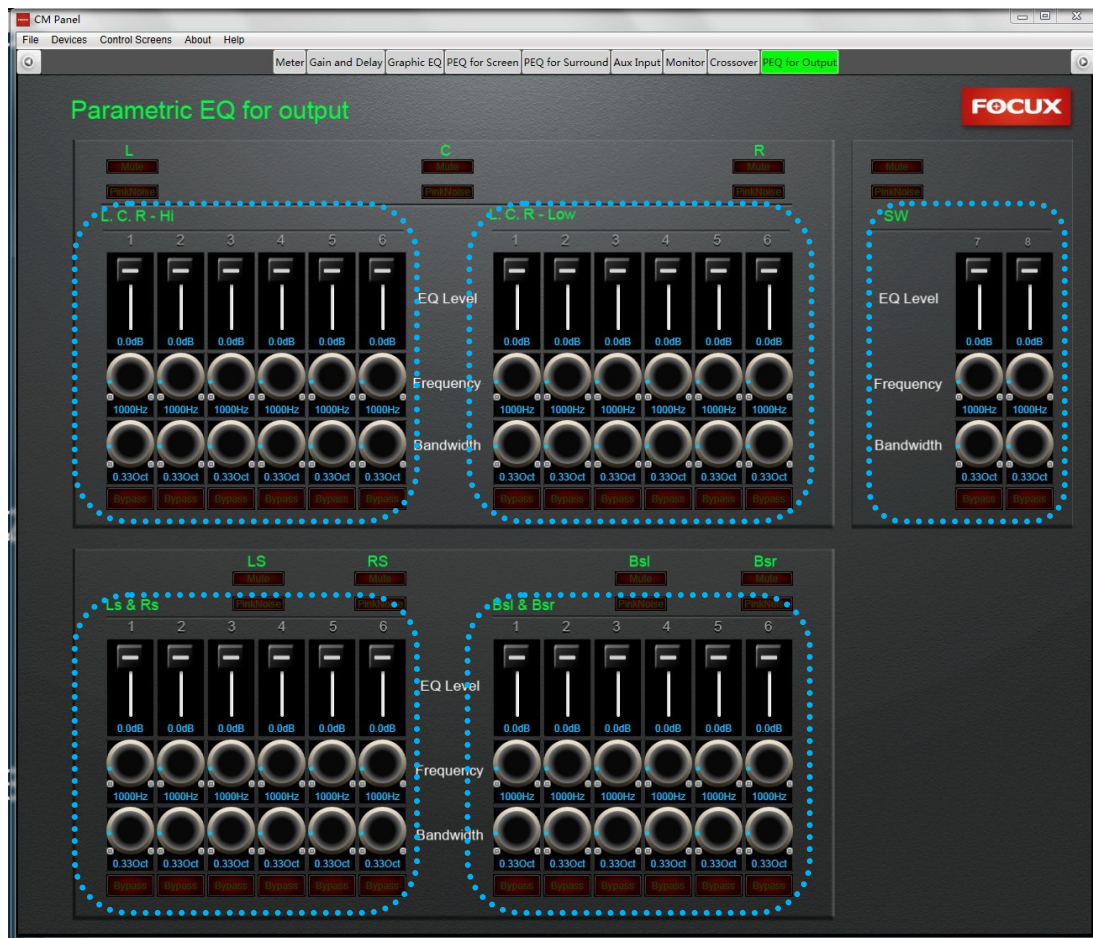 CM Panel
File Devices Control Screens About Help
Meter Gain and Delay Graphic EQ PEQ for Screen PEQ for Surround Aux Input Monitor Crossover PEQ for Output
Parametric EQ for output
FOCUX
L C R
Mute Mute Mute Mute
PinkNoise PinkNoise PinkNoise PinkNoise
L. C. R - Hi L. C. R - Low SW
1 2 3 4 5 6 1 2 3 4 5 6 7 8
EQ Level EQ Level
0.0dB 0.0dB 0.0dB 0.0dB 0.0dB 0.0dB 0.0dB 0.0dB 0.0dB 0.0dB 0.0dB 0.0dB 0.0dB 0.0dB
Frequency Frequency
1000Hz 1000Hz 1000Hz 1000Hz 1000Hz 1000Hz 1000Hz 1000Hz 1000Hz 1000Hz 1000Hz 1000Hz 1000Hz 1000Hz
Bandwidth Bandwidth
0.33Oct 0.33Oct 0.33Oct 0.33Oct 0.33Oct 0.33Oct 0.33Oct 0.33Oct 0.33Oct 0.33Oct 0.33Oct 0.33Oct 0.33Oct 0.33Oct
Bypass Bypass Bypass Bypass Bypass Bypass Bypass Bypass Bypass Bypass Bypass Bypass Bypass Bypass
LS RS Bsl Bsr
Mute Mute Mute Mute
Ls & Rs PinkNoise PinkNoise Bsl & Bsr PinkNoise PinkNoise
1 2 3 4 5 6 1 2 3 4 5 6
EQ Level
0.0dB 0.0dB 0.0dB 0.0dB 0.0dB 0.0dB 0.0dB 0.0dB 0.0dB 0.0dB 0.0dB 0.0dB
Frequency
1000Hz 1000Hz 1000Hz 1000Hz 1000Hz 1000Hz 1000Hz 1000Hz 1000Hz 1000Hz 1000Hz 1000Hz
Bandwidth
0.33Oct 0.33Oct 0.33Oct 0.33Oct 0.33Oct 0.33Oct 0.33Oct 0.33Oct 0.33Oct 0.33Oct 0.33Oct 0.33Oct
Bypass Bypass Bypass Bypass Bypass Bypass Bypass Bypass Bypass Bypass Bypass Bypass